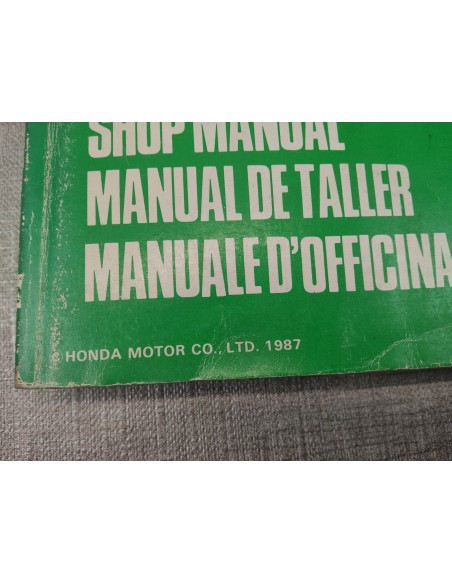 SHOP MANUAL
MANUAL DE TALLER
MANUALE D'OFFICINA
© HONDA MOTOR CO., LTD. 1987